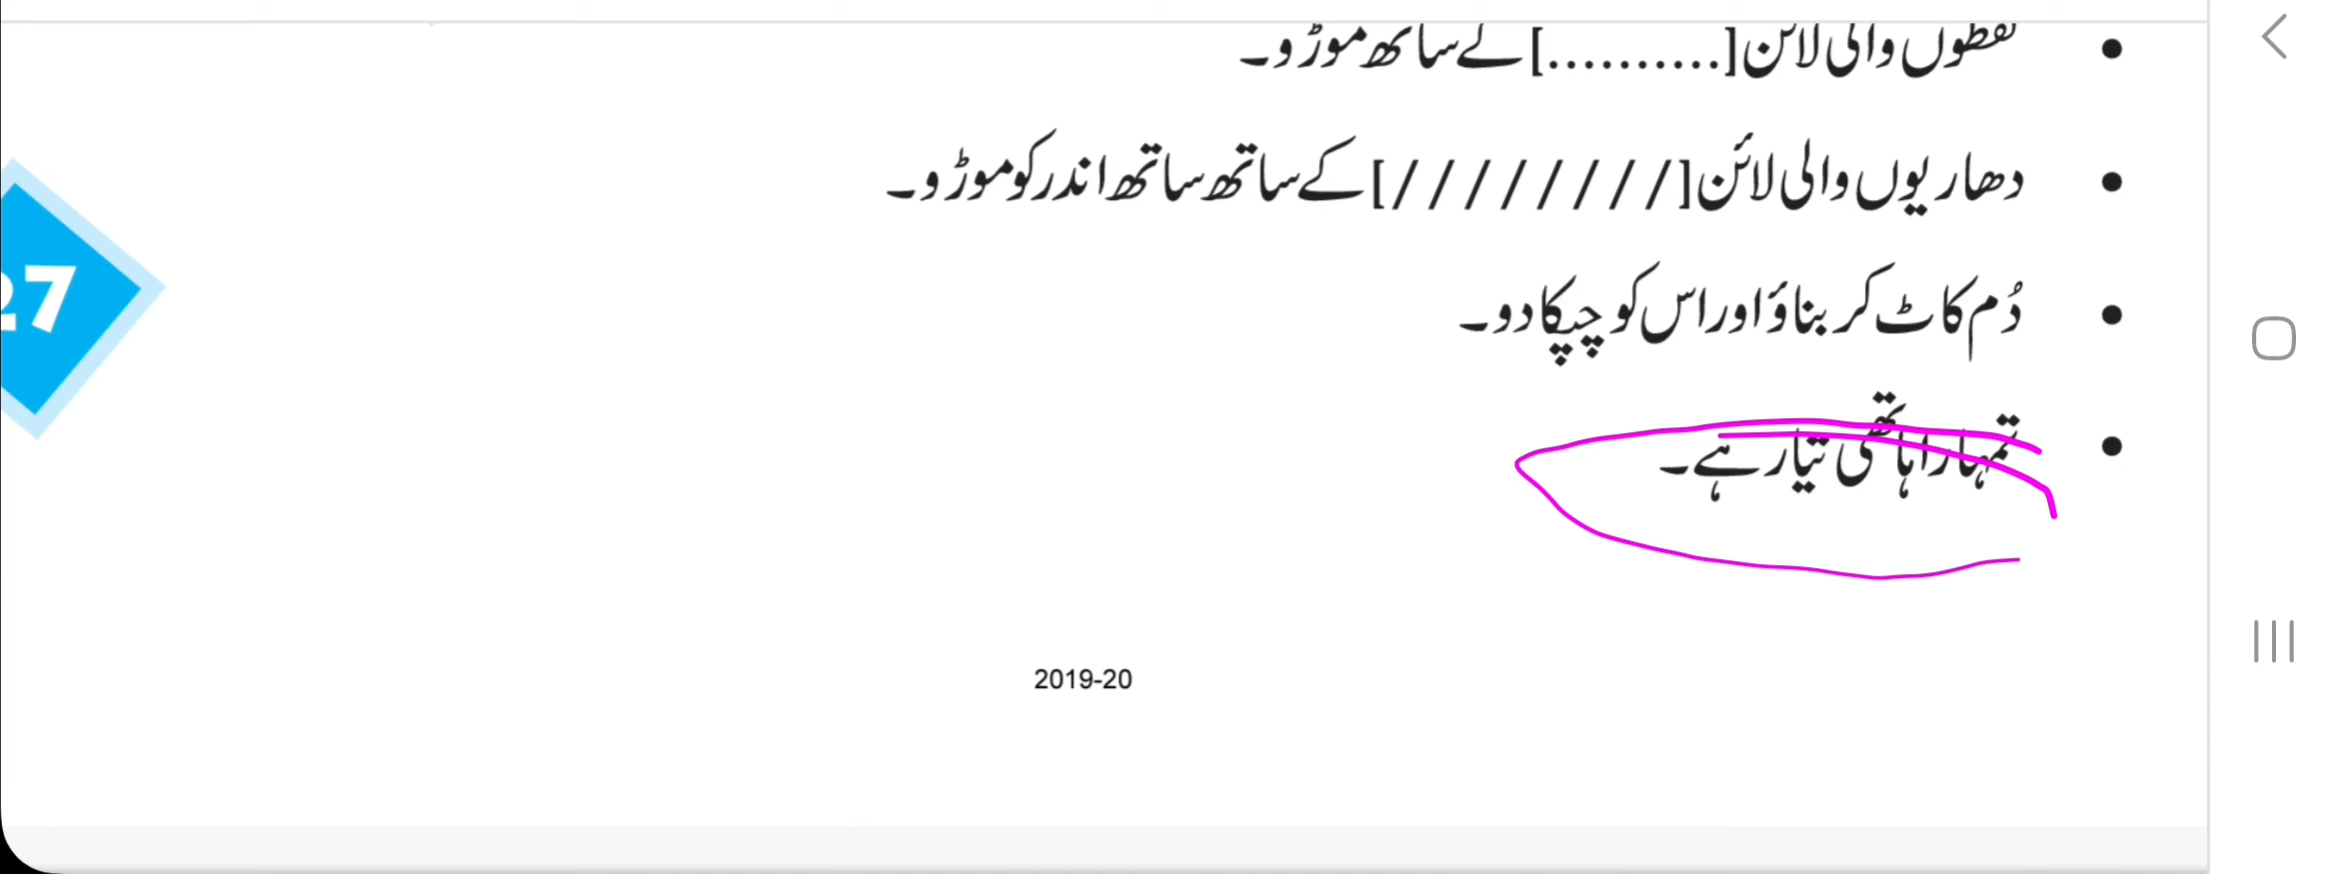 نقطوں والی لائن [..........] کے ساتھ موڑو۔
دھاریوں والی لائن [/ / / / / / / /] کے ساتھ ساتھ اندر کو موڑو۔
دُم کاٹ کر بناؤ اور اس کو چپکا دو۔
تمہارا ہاتھی تیار ہے۔
27
2019-20